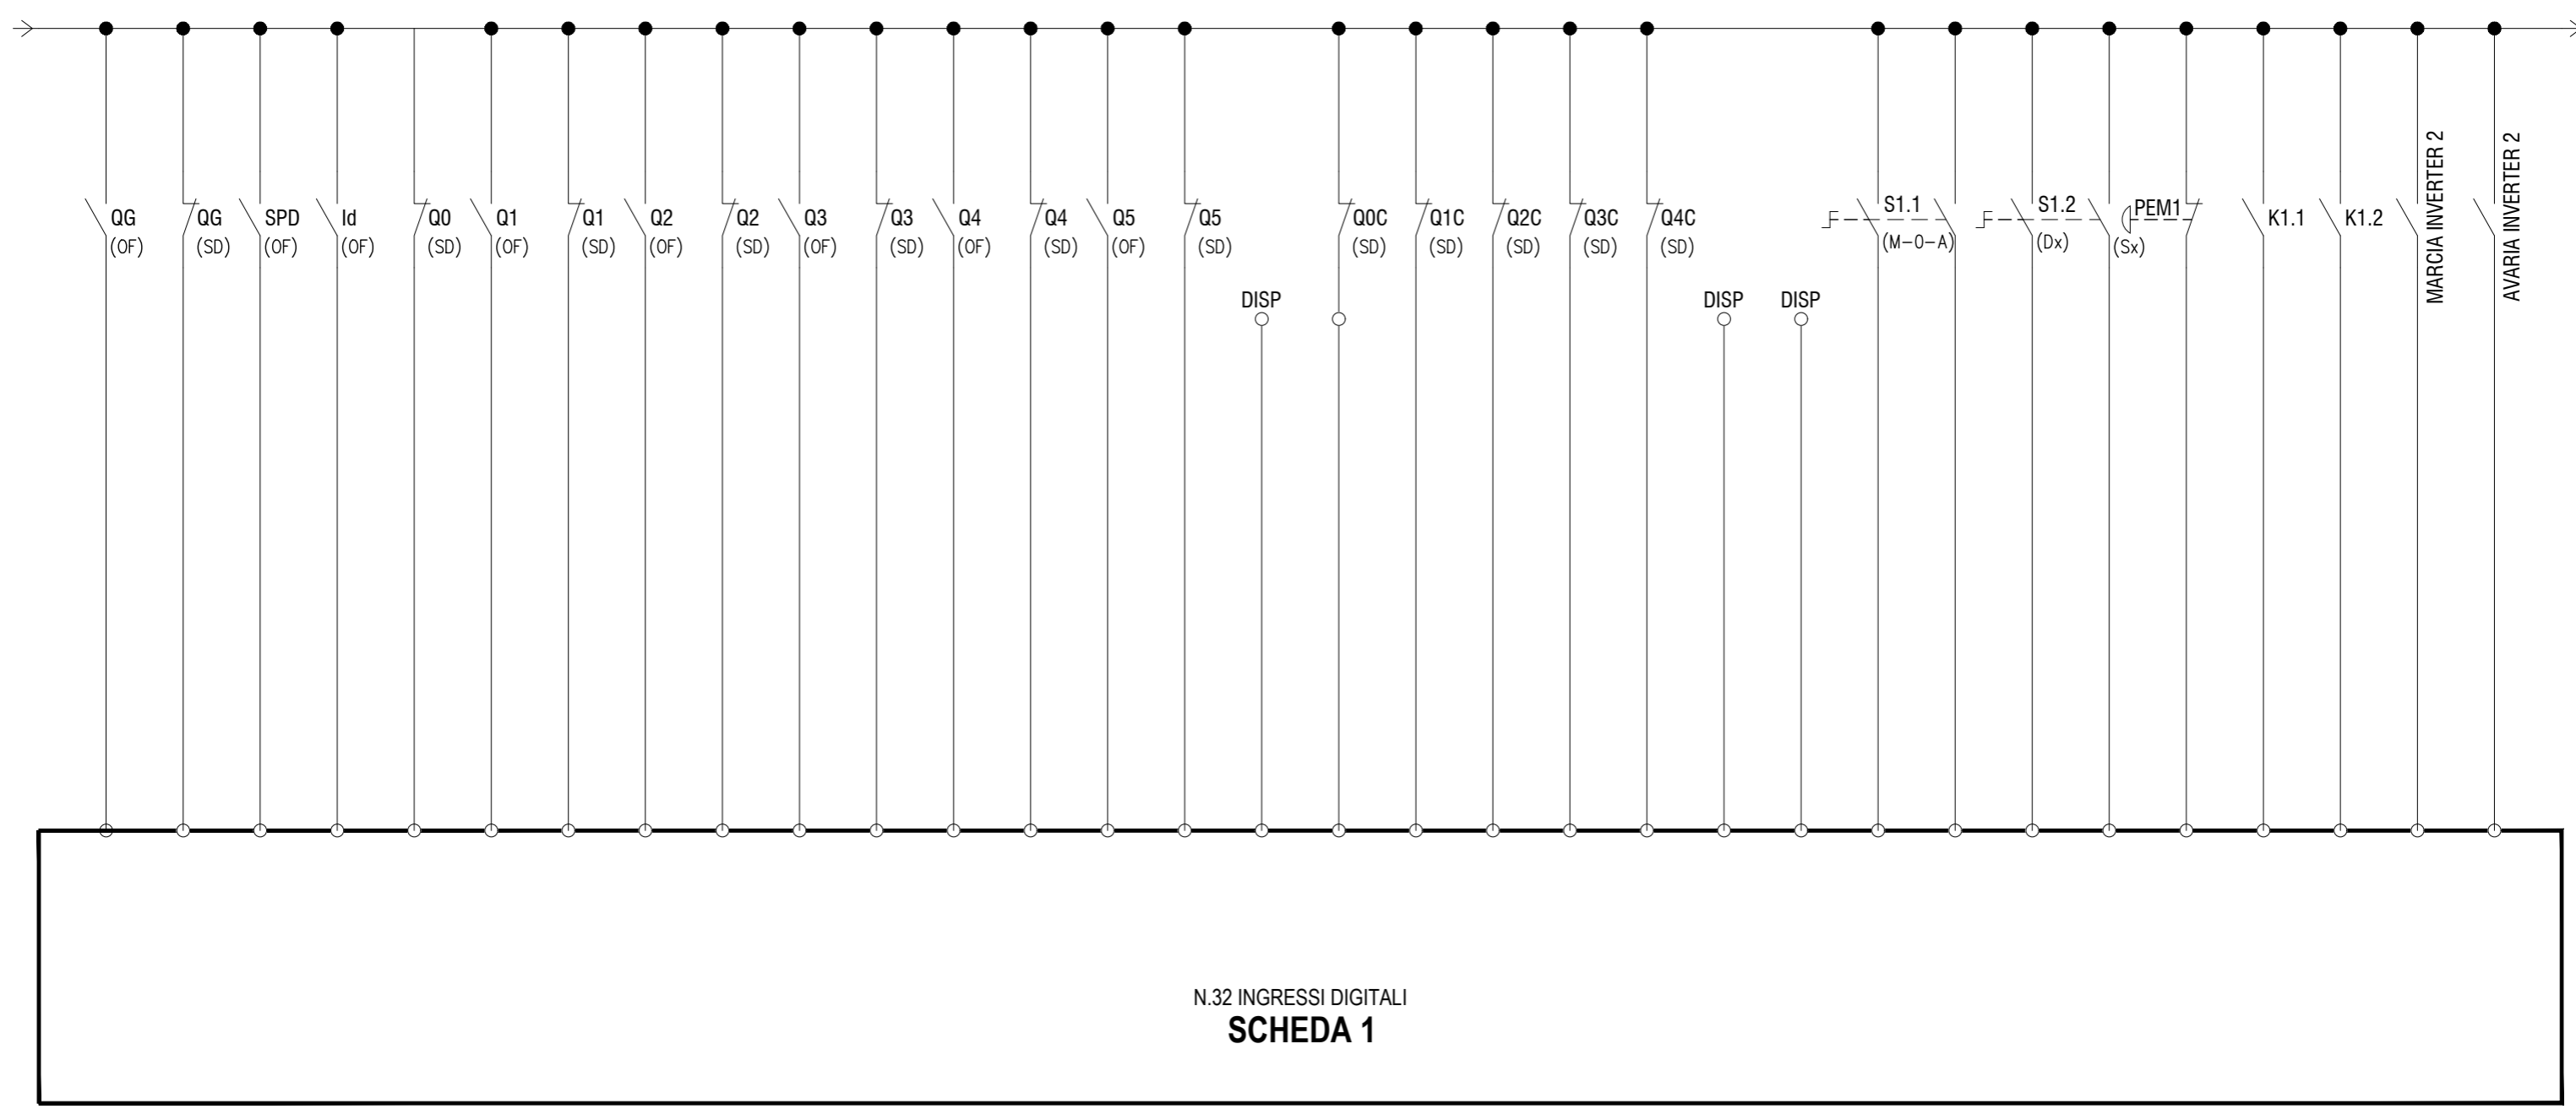 MARCIA INVERTER 2
AVARIA INVERTER 2
QG
(OF)
QG
(SD)
SPD
(OF)
Id
(OF)
Q0
(SD)
Q1
(OF)
Q1
(SD)
Q2
(OF)
Q2
(SD)
Q3
(OF)
Q3
(SD)
Q4
(OF)
Q4
(SD)
Q5
(OF)
Q5
(SD)
DISP
Q0C
(SD)
Q1C
(SD)
Q2C
(SD)
Q3C
(SD)
Q4C
(SD)
DISP
DISP
S1.1
(M-0-A)
S1.2
(Dx)
(Sx)
PEM1
K1.1
K1.2
N.32 INGRESSI DIGITALI
SCHEDA 1